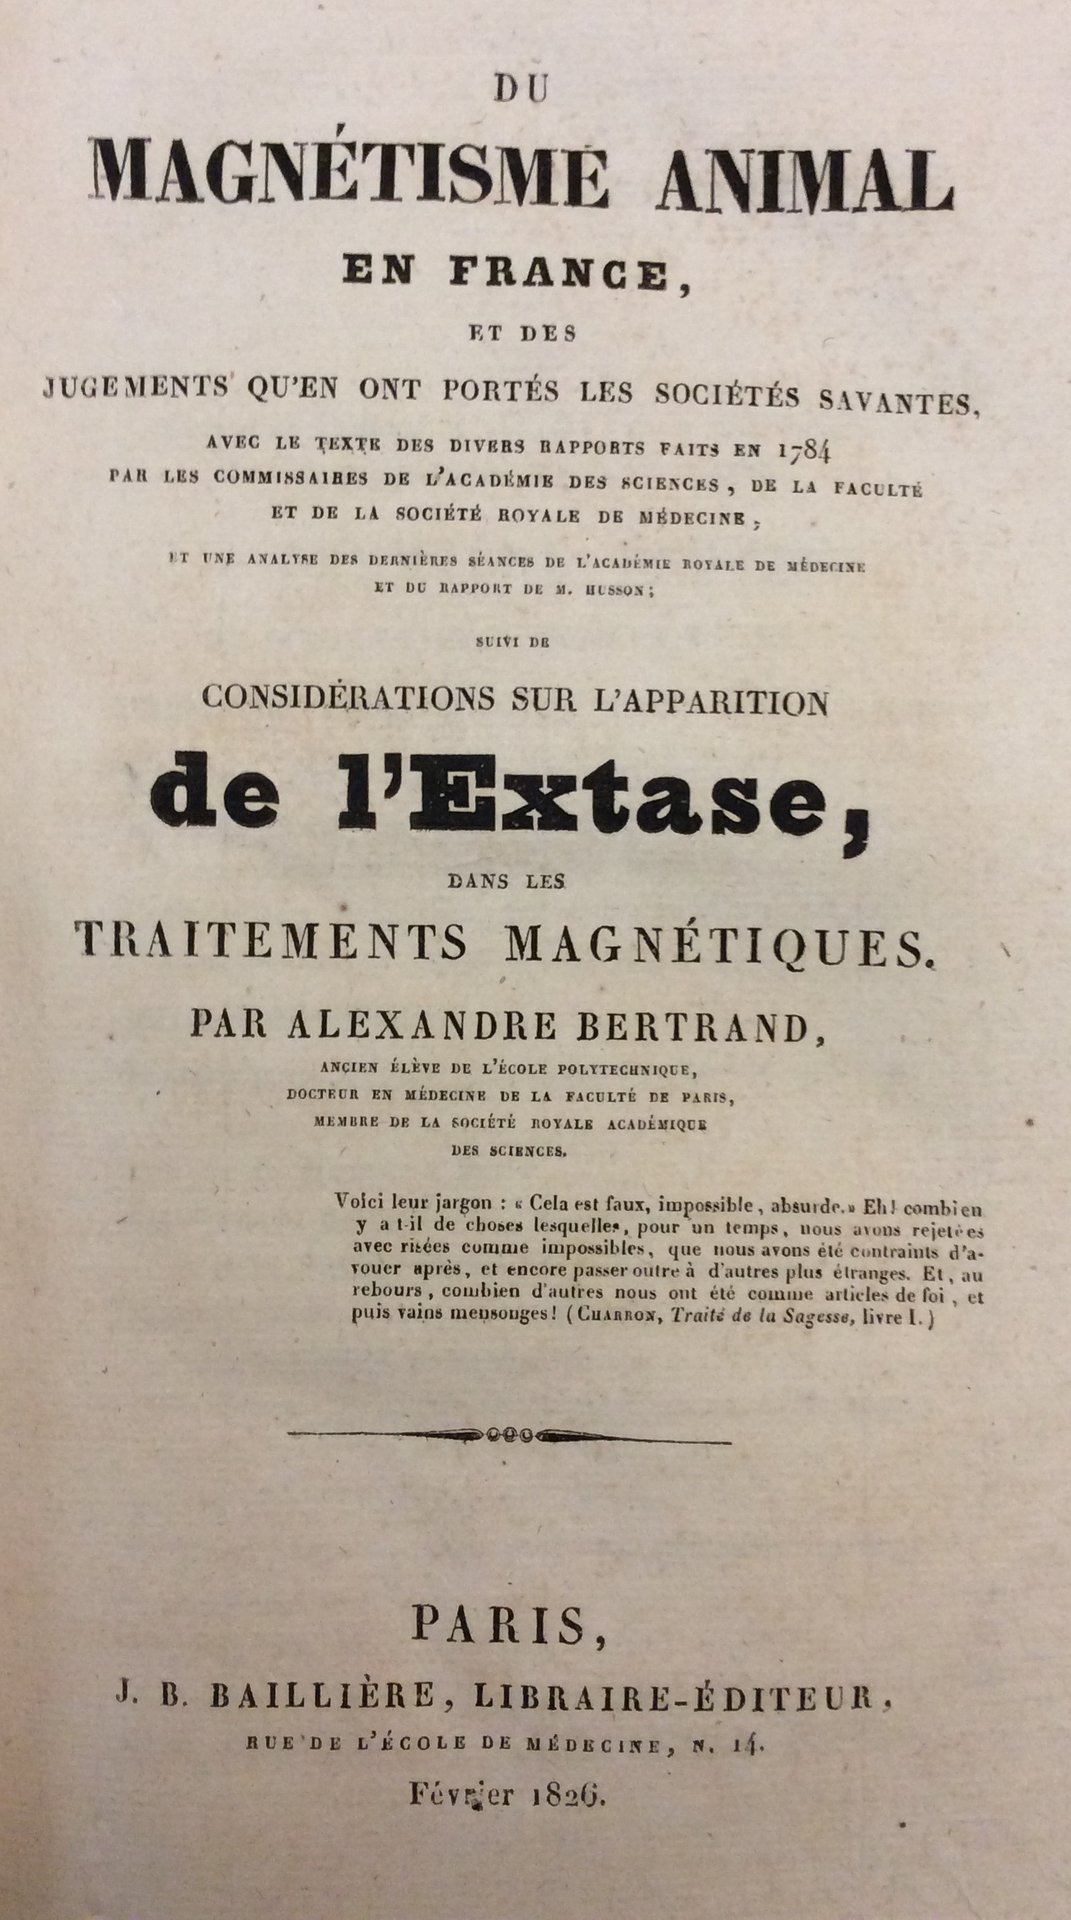 DU
MAGNÉTISME ANIMAL
EN FRANCE,
ET DES
JUGEMENTS QU'EN ONT PORTÉS LES SOCIÉTÉS SAVANTES,
AVEC LE TEXTE DES DIVERS RAPPORTS FAITS EN 1784
PAR LES COMMISSAIRES DE L'ACADÉMIE DES SCIENCES, DE LA FACULTÉ
ET DE LA SOCIÉTÉ ROYALE DE MÉDECINE,
ET UNE ANALYSE DES DERNIÈRES SÉANCES DE L'ACADÉMIE ROYALE DE MÉDECINE
ET DU RAPPORT DE M. HUSSON;
SUIVI DE
CONSIDÉRATIONS SUR L'APPARITION
de l'Extase,
DANS LES
TRAITEMENTS MAGNÉTIQUES.
PAR ALEXANDRE BERTRAND,
ANCIEN ÉLÈVE DE L'ÉCOLE POLYTECHNIQUE,
DOCTEUR EN MÉDECINE DE LA FACULTÉ DE PARIS,
MEMBRE DE LA SOCIÉTÉ ROYALE ACADÉMIQUE
DES SCIENCES.
Voici leur jargon : « Cela est faux, impossible, absurde. » Eh! combien
y a t-il de choses lesquelles, pour un temps, nous avons rejetées
avec risées comme impossibles, que nous avons été contraints d'a-
vouer après, et encore passer outre à d'autres plus étranges. Et, au
rebours, combien d'autres nous ont été comme articles de foi, et
puis vains mensonges! (CHARRON, Traité de la Sagesse, livre I.)
PARIS,
J. B. BAILLIÈRE, LIBRAIRE-ÉDITEUR,
RUE DE L'ÉCOLE DE MÉDECINE, N. 14.
Février 1826.